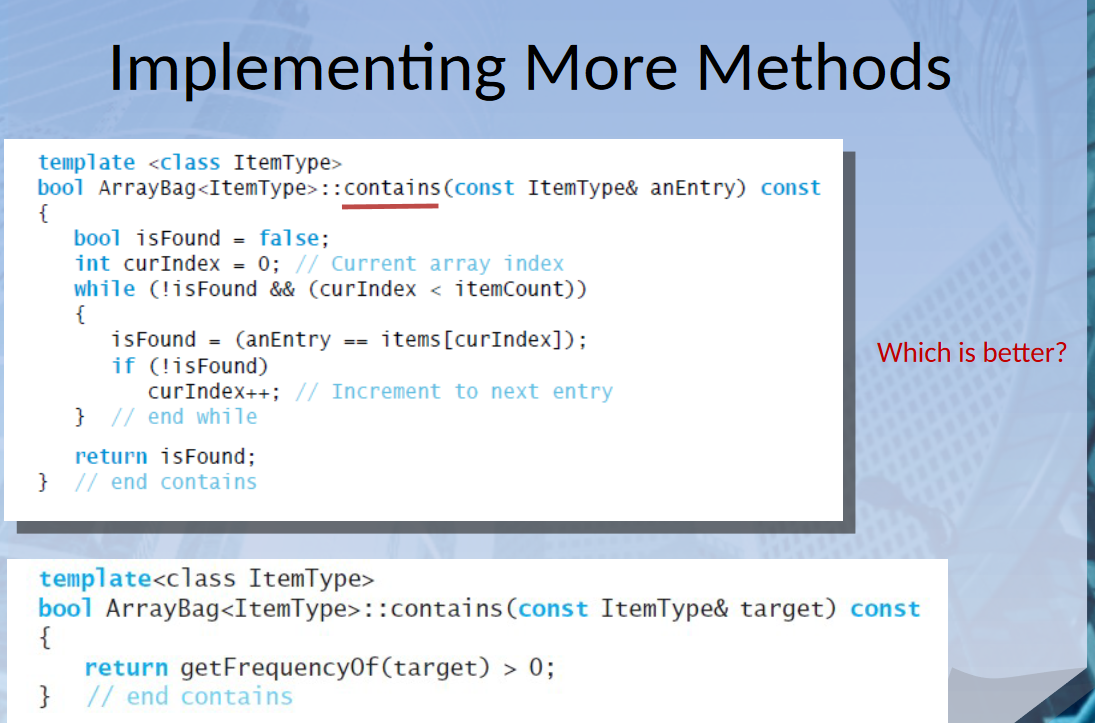 Implementing More Methods
template <class ItemType>
bool ArrayBag<ItemType>::contains(const ItemType& anEntry) const
{
bool isFound = false;
int curIndex = 0; // Current array index
while (!isFound && (curIndex < itemCount))
{
isFound = (anEntry == items[curIndex]);
if (!isFound)
curIndex++; // Increment to next entry
} // end while
return isFound;
} // end contains
Which is better?
template<class ItemType>
bool ArrayBag<ItemType>::contains(const ItemType& target) const
{
return getFrequencyOf(target) > 0;
} // end contains